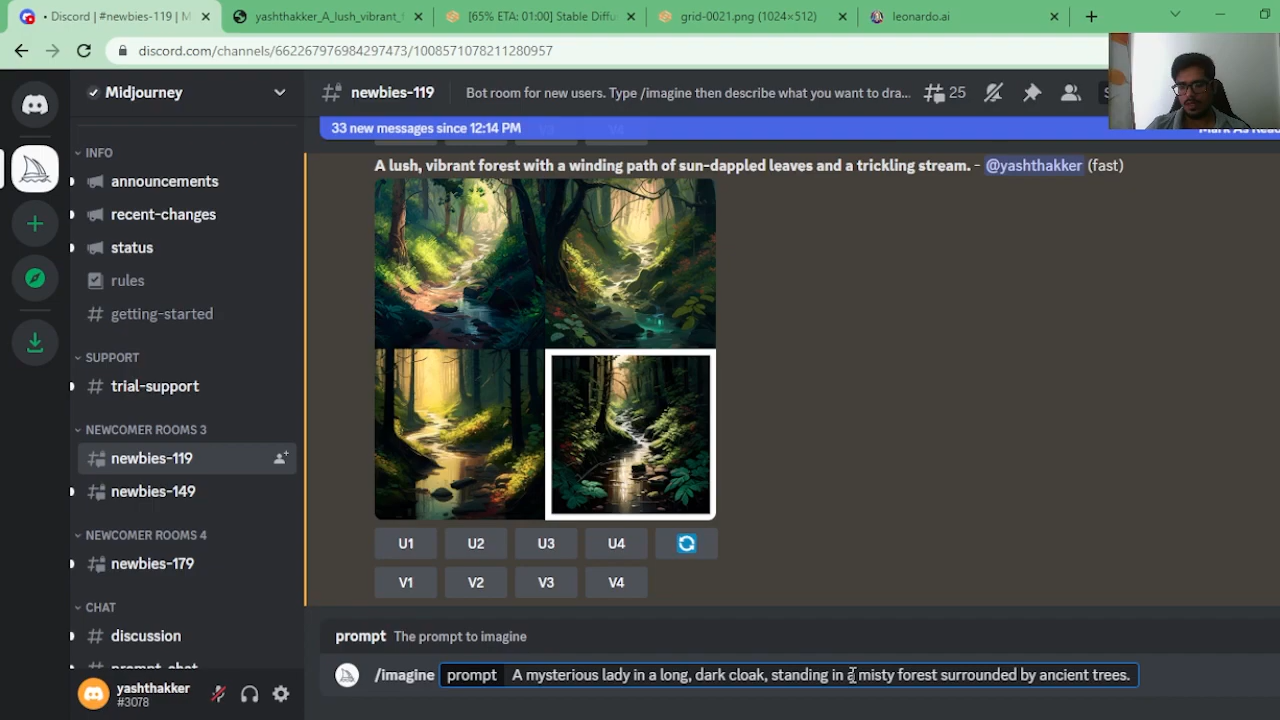 Discord | #newbies-119 | M
yashthakker_A_lush_vibrant_f
[65% ETA: 01:00] Stable Diffu
grid-0021.png (1024×512)
leonardo.ai
discord.com/channels/662267976984297473/1008571078211280957
Midjourney
newbies-119
Bot room for new users. Type /imagine then describe what you want to dra...
25
33 new messages since 12:14 PM
V3
V4
INFO
announcements
recent-changes
status
rules
getting-started
SUPPORT
trial-support
NEWCOMER ROOMS 3
newbies-119
newbies-149
NEWCOMER ROOMS 4
newbies-179
CHAT
discussion
prompt-chat
yashthakker
#3078
A lush, vibrant forest with a winding path of sun-dappled leaves and a trickling stream. - @yashthakker (fast)
U1 U2 U3 U4
V1 V2 V3 V4
prompt The prompt to imagine
/imagine prompt A mysterious lady in a long, dark cloak, standing in a misty forest surrounded by ancient trees.